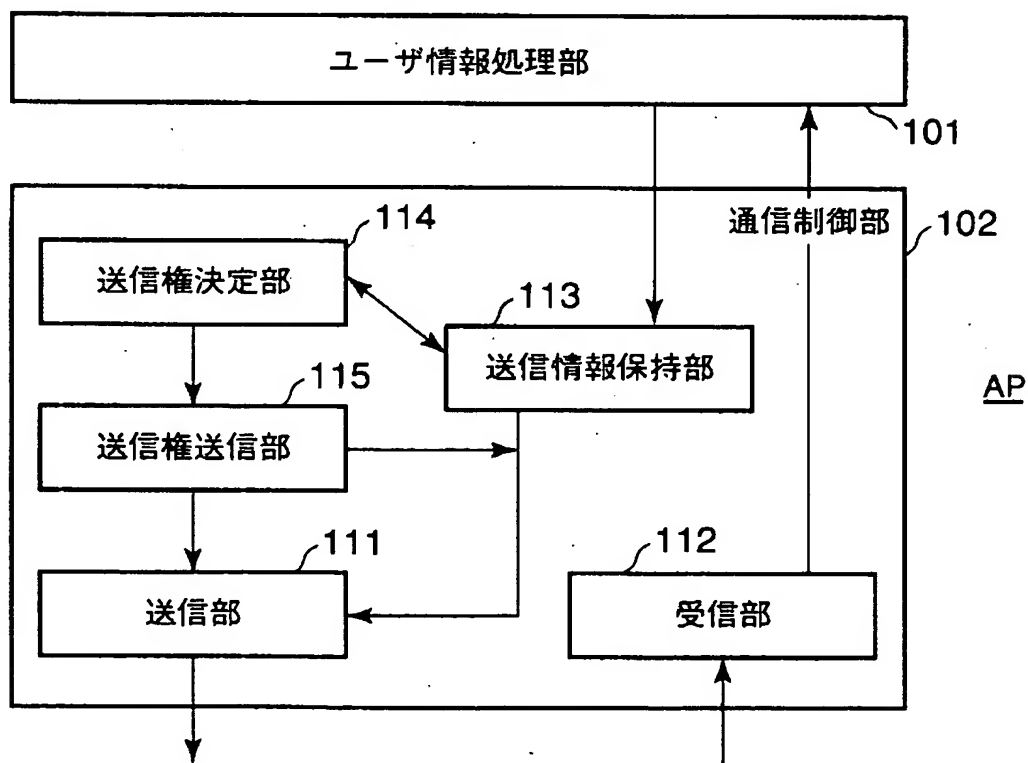 ユーザ情報処理部
101
通信制御部
102
114
送信権決定部
113
送信情報保持部
AP
115
送信権送信部
111
送信部
112
受信部